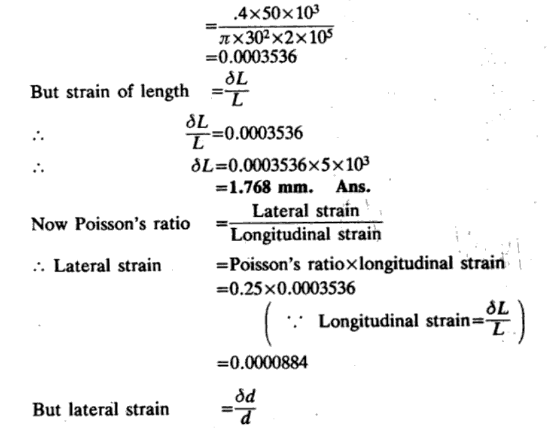 = .4×50×10³ / π×30²×2×10⁵
=0.0003536
But strain of length = δL / L
∴ δL / L =0.0003536
∴ δL=0.0003536×5×10³
=1.768 mm. Ans.
Now Poisson's ratio = Lateral strain / Longitudinal strain
∴ Lateral strain =Poisson's ratio×longitudinal strain
=0.25×0.0003536
( ∵ Longitudinal strain= δL / L )
=0.0000884
But lateral strain = δd / d